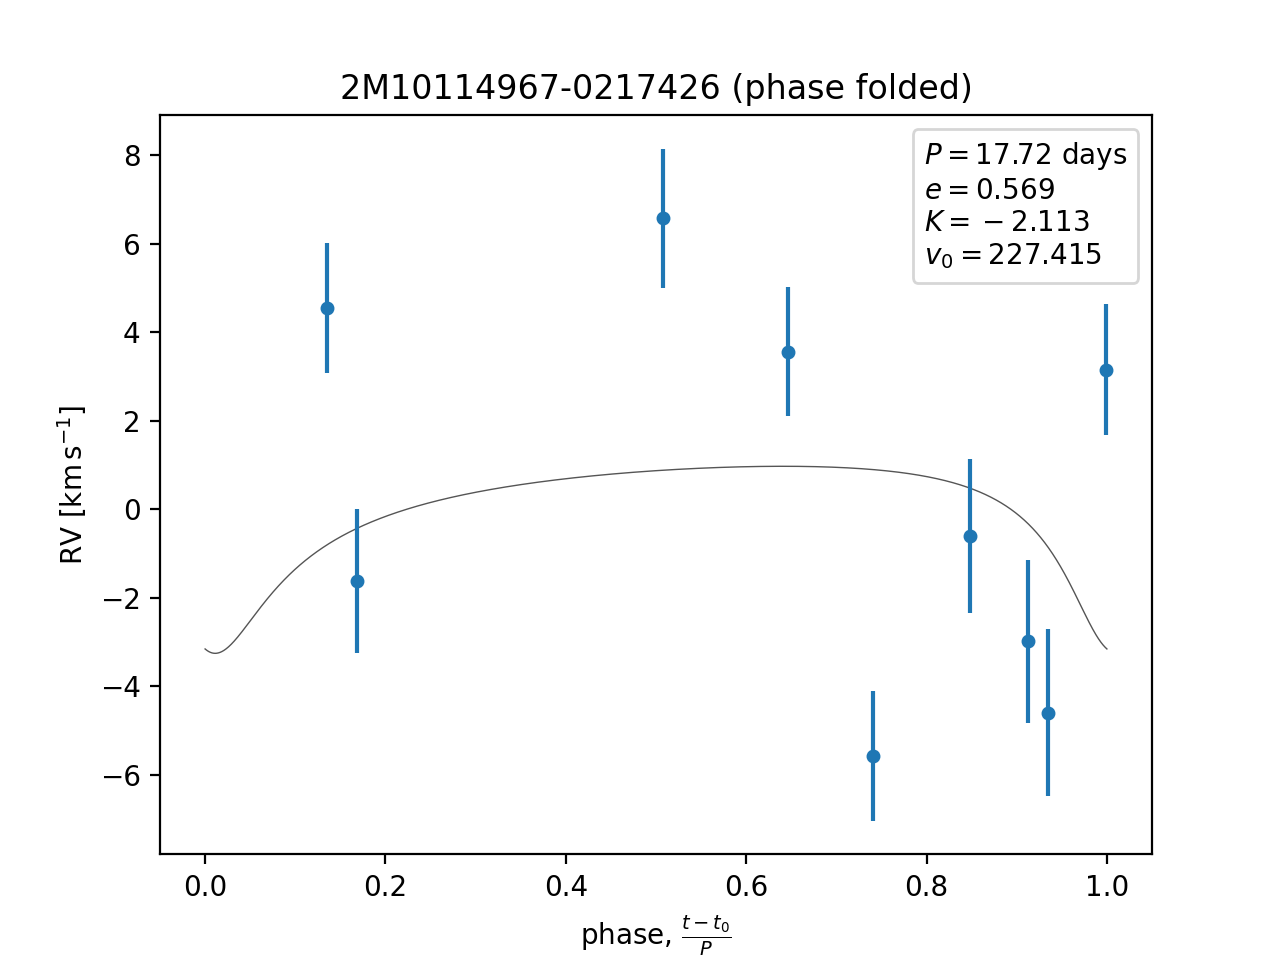 2M10114967-0217426 (phase folded)
P = 17.72 days
e = 0.569
K = −2.113
v₀ = 227.415
RV [km s⁻¹]
8
6
4
2
0
−2
−4
−6
0.0 0.2 0.4 0.6 0.8 1.0
phase, (t − t₀)/P